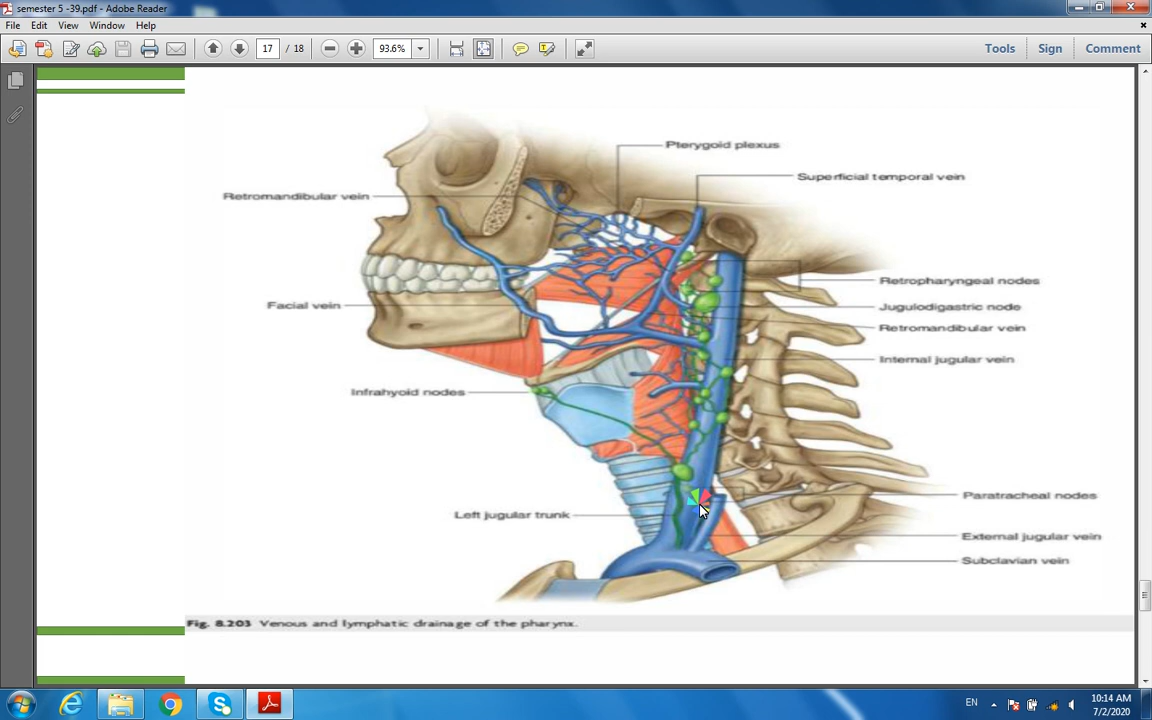 semester 5 -39.pdf - Adobe Reader
File Edit View Window Help
17 / 18 93.6% Tools Sign Comment
Pterygoid plexus
Superficial temporal vein
Retromandibular vein
Retropharyngeal nodes
Facial vein
Jugulodigastric node
Retromandibular vein
Internal jugular vein
Infrahyoid nodes
Paratracheal nodes
Left jugular trunk
External jugular vein
Subclavian vein
Fig. 8.203 Venous and lymphatic drainage of the pharynx.
EN
10:14 AM
7/2/2020